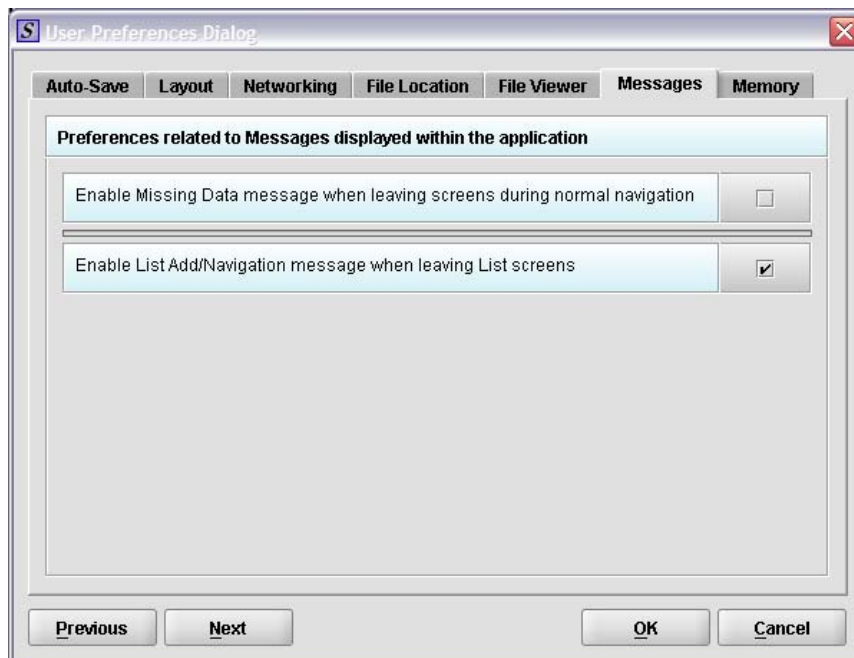 S User Preferences Dialog
Auto-Save Layout Networking File Location File Viewer Messages Memory
Preferences related to Messages displayed within the application
Enable Missing Data message when leaving screens during normal navigation
Enable List Add/Navigation message when leaving List screens
Previous Next OK Cancel